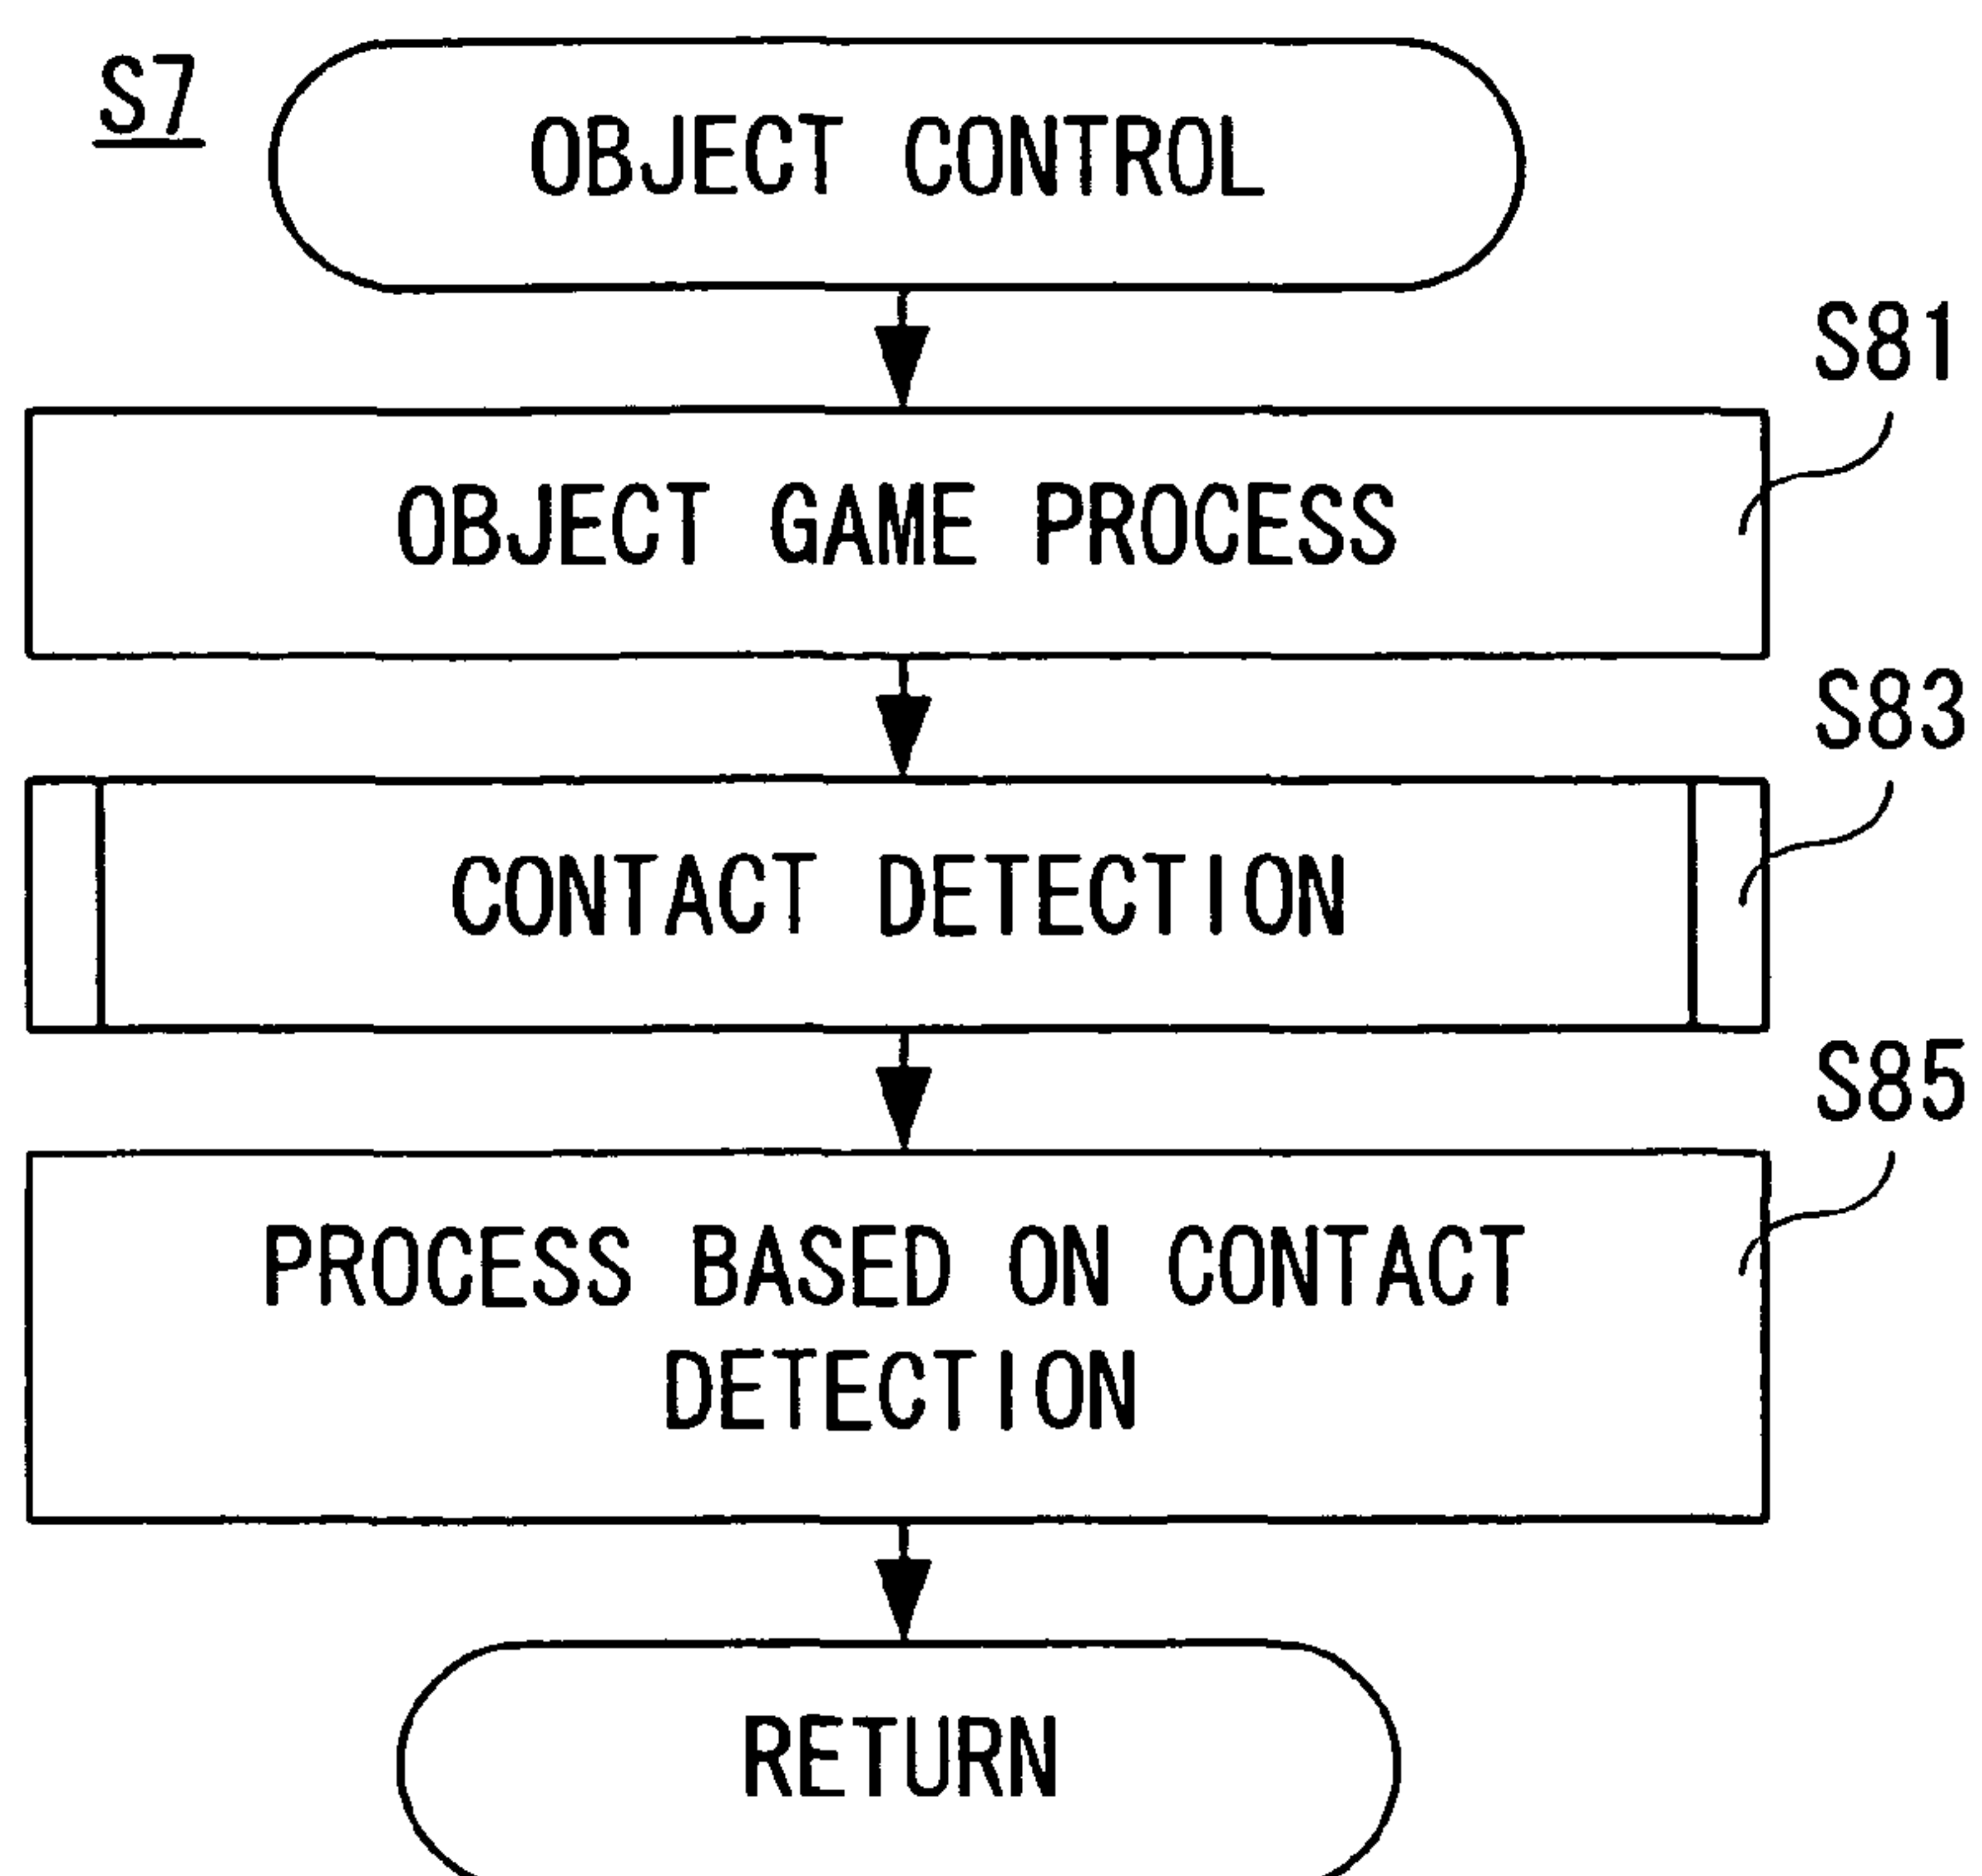 S7
OBJECT CONTROL
S81
OBJECT GAME PROCESS
S83
CONTACT DETECTION
S85
PROCESS BASED ON CONTACT
DETECTION
RETURN